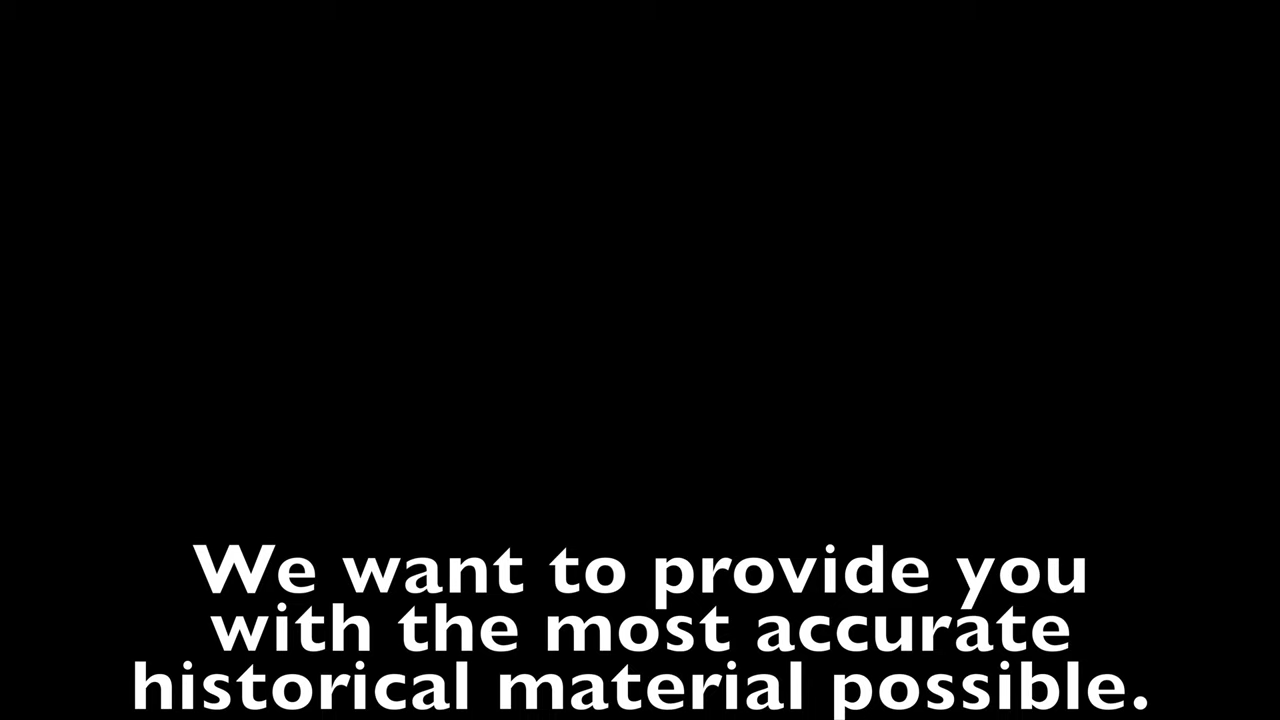 We want to provide you
with the most accurate
historical material possible.